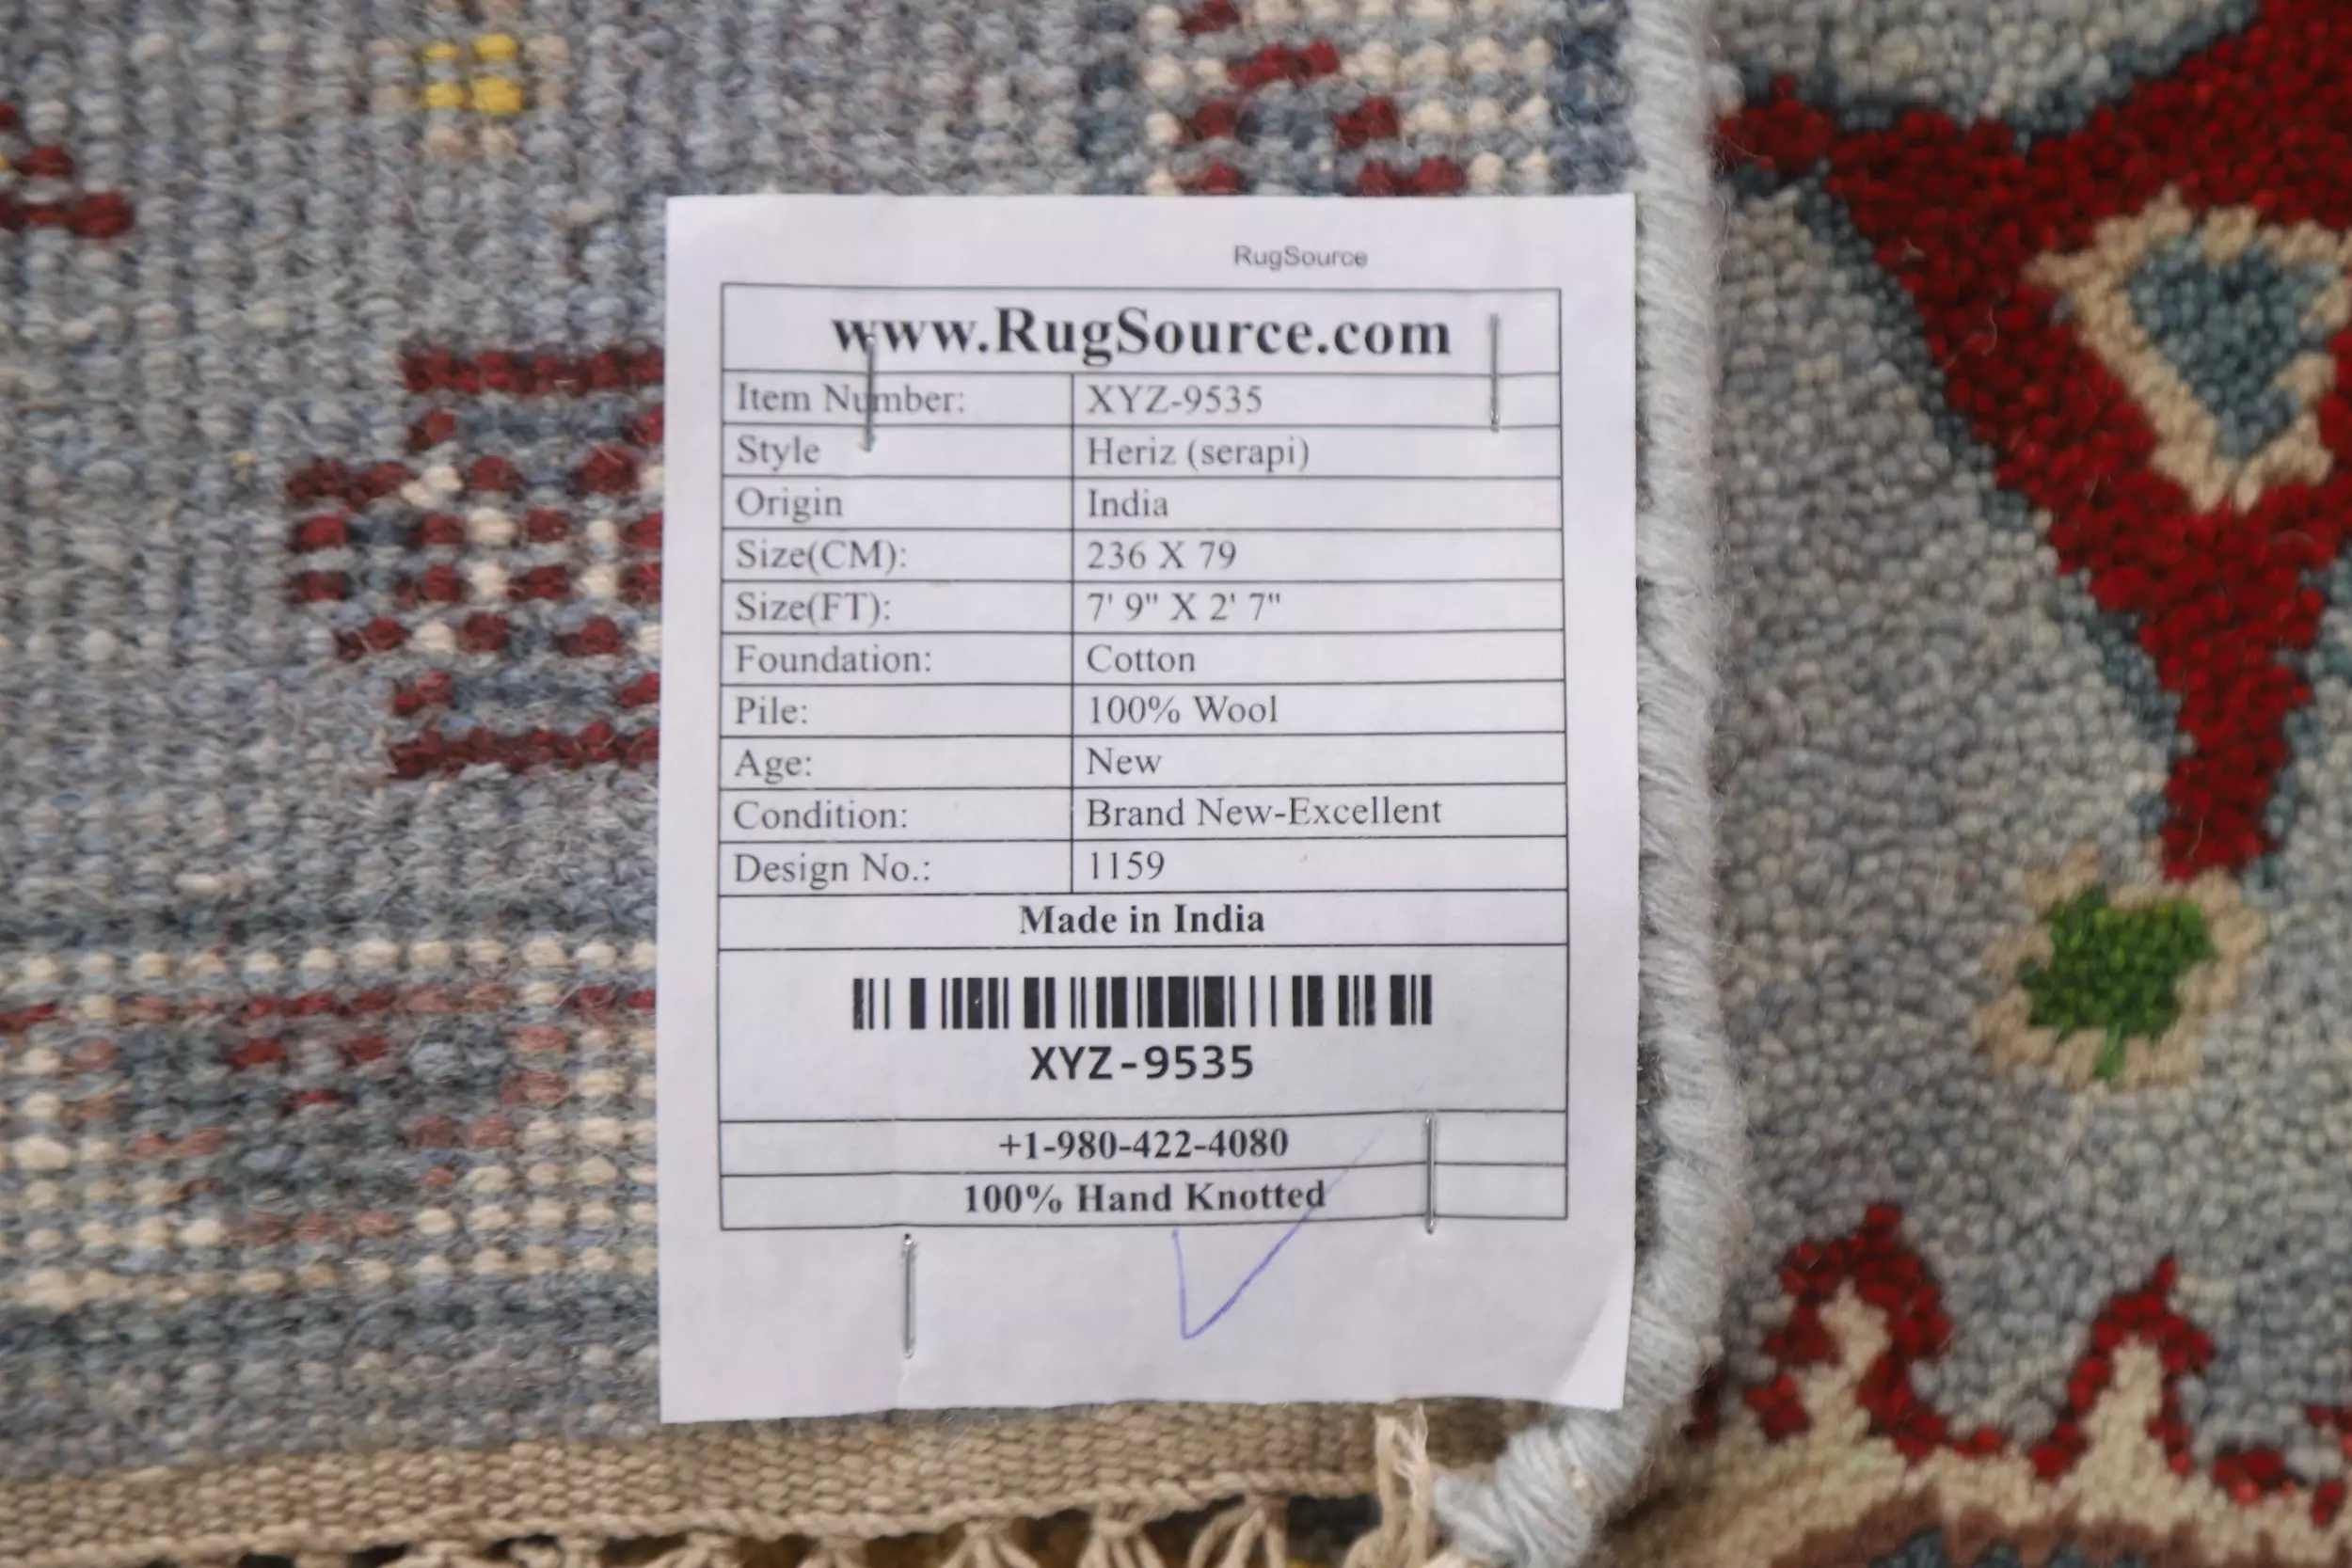 RugSource
www.RugSource.com
Item Number: XYZ-9535
Style Heriz (serapi)
Origin India
Size(CM): 236 X 79
Size(FT): 7' 9" X 2' 7"
Foundation: Cotton
Pile: 100% Wool
Age: New
Condition: Brand New-Excellent
Design No.: 1159
Made in India
XYZ-9535
+1-980-422-4080
100% Hand Knotted